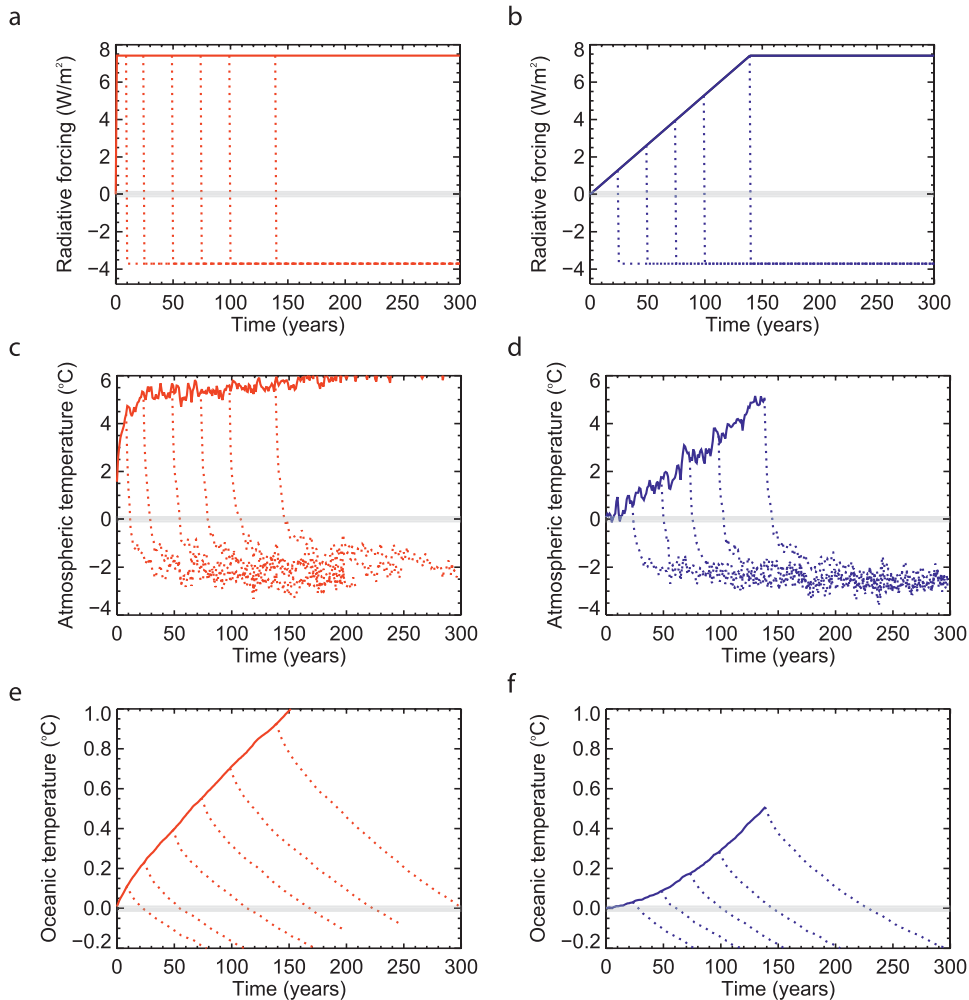 a
Radiative forcing (W/m²)
8
6
4
2
0
−2
−4
0 50 100 150 200 250 300
Time (years)
b
Radiative forcing (W/m²)
8
6
4
2
0
−2
−4
0 50 100 150 200 250 300
Time (years)
c
Atmospheric temperature (°C)
6
4
2
0
−2
−4
0 50 100 150 200 250 300
Time (years)
d
Atmospheric temperature (°C)
6
4
2
0
−2
−4
0 50 100 150 200 250 300
Time (years)
e
Oceanic temperature (°C)
1.0
0.8
0.6
0.4
0.2
0.0
−0.2
0 50 100 150 200 250 300
Time (years)
f
Oceanic temperature (°C)
1.0
0.8
0.6
0.4
0.2
0.0
−0.2
0 50 100 150 200 250 300
Time (years)